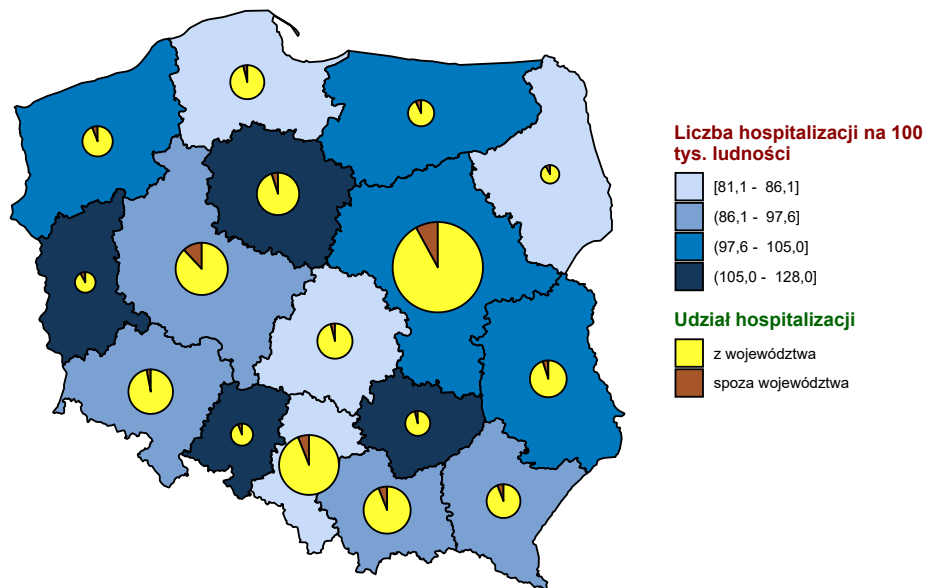 Liczba hospitalizacji na 100
tys. ludności
[81,1 - 86,1]
(86,1 - 97,6]
(97,6 - 105,0]
(105,0 - 128,0]
Udział hospitalizacji
z województwa
spoza województwa